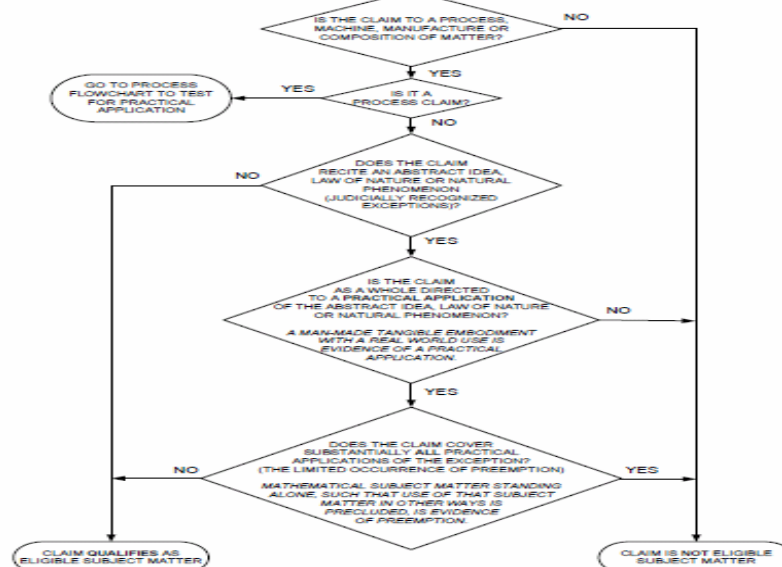 IS THE CLAIM TO A PROCESS,
MACHINE, MANUFACTURE OR
COMPOSITION OF MATTER?
NO
YES
GO TO PROCESS
FLOWCHART TO TEST
FOR PRACTICAL
APPLICATION
YES
IS IT A
PROCESS CLAIM?
NO
DOES THE CLAIM
RECITE AN ABSTRACT IDEA,
LAW OF NATURE OR NATURAL
PHENOMENON
(JUDICIALLY RECOGNIZED
EXCEPTIONS)?
NO
YES
IS THE CLAIM
AS A WHOLE DIRECTED
TO A PRACTICAL APPLICATION
OF THE ABSTRACT IDEA, LAW OF NATURE
OR NATURAL PHENOMENON?
A MAN-MADE TANGIBLE EMBODIMENT
WITH A REAL WORLD USE IS
EVIDENCE OF A PRACTICAL
APPLICATION.
NO
YES
DOES THE CLAIM COVER
SUBSTANTIALLY ALL PRACTICAL
APPLICATIONS OF THE EXCEPTION?
(THE LIMITED OCCURRENCE OF PREEMPTION)
MATHEMATICAL SUBJECT MATTER STANDING
ALONE, SUCH THAT USE OF THAT SUBJECT
MATTER IN OTHER WAYS IS
PRECLUDED, IS EVIDENCE
OF PREEMPTION.
NO
YES
CLAIM QUALIFIES AS
ELIGIBLE SUBJECT MATTER
CLAIM IS NOT ELIGIBLE
SUBJECT MATTER